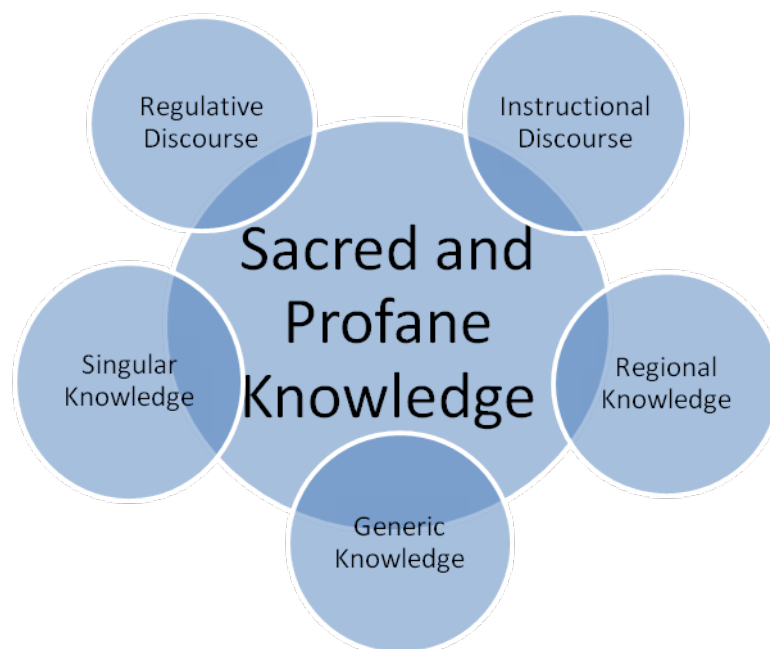 Regulative
Discourse
Instructional
Discourse
Sacred and
Profane
Knowledge
Singular
Knowledge
Regional
Knowledge
Generic
Knowledge